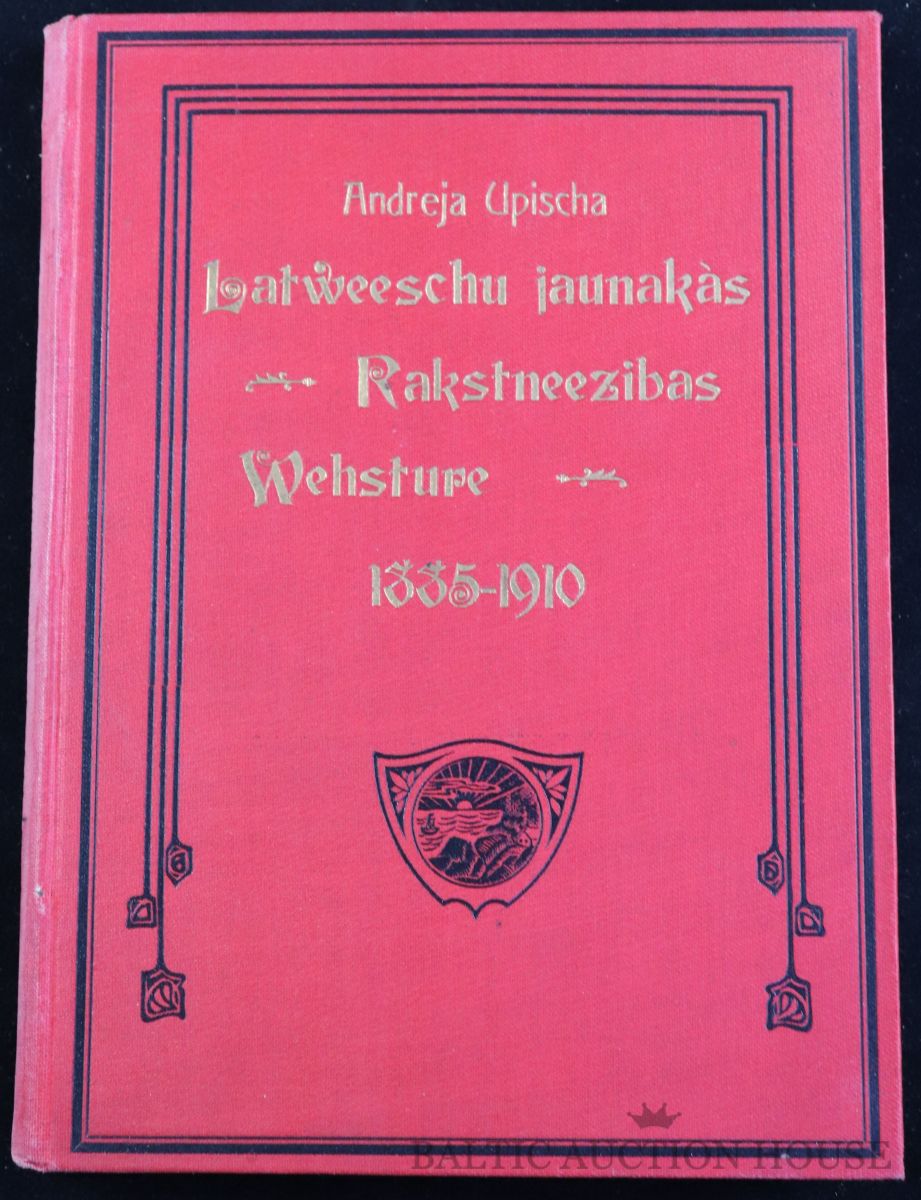 Andreja Upischa
Latweeschu jaunakàs
Rakstneezibas
Wehsture
1885-1910
BALTIC AUCTION HOUSE